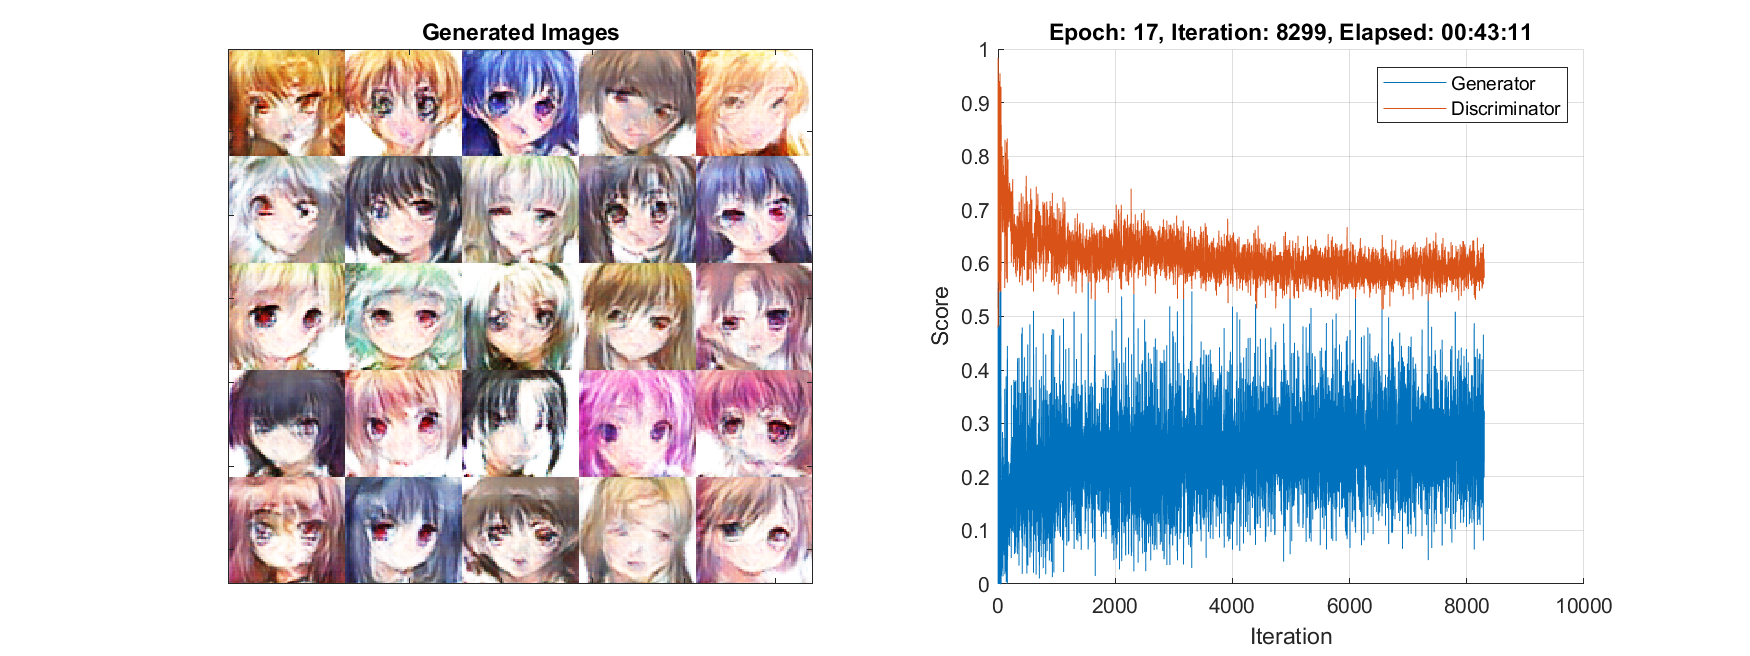 Generated Images
Epoch: 17, Iteration: 8299, Elapsed: 00:43:11
Generator
Discriminator
Score
1
0.9
0.8
0.7
0.6
0.5
0.4
0.3
0.2
0.1
0
0 2000 4000 6000 8000 10000
Iteration